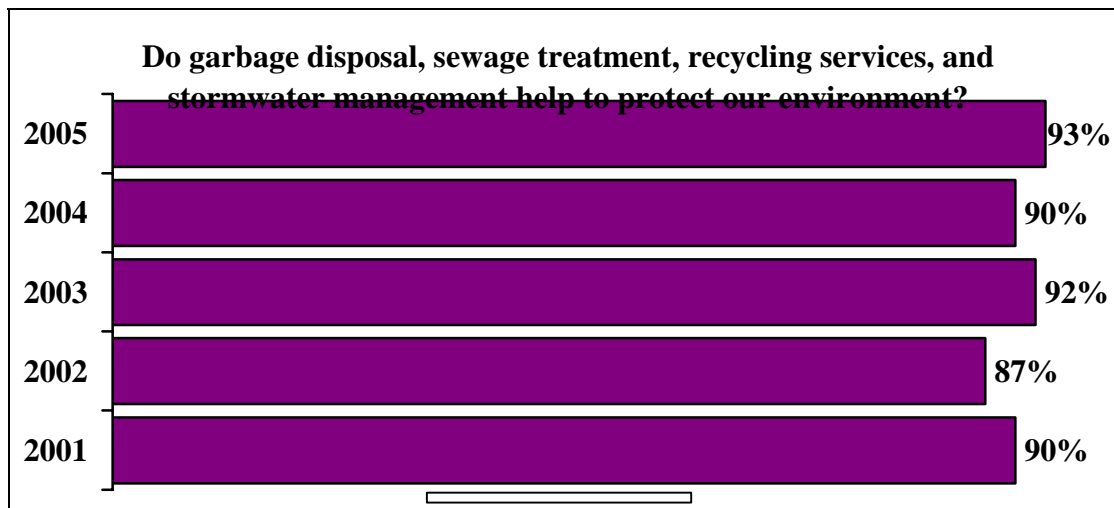 Do garbage disposal, sewage treatment, recycling services, and
stormwater management help to protect our environment?
2005 93%
2004 90%
2003 92%
2002 87%
2001 90%